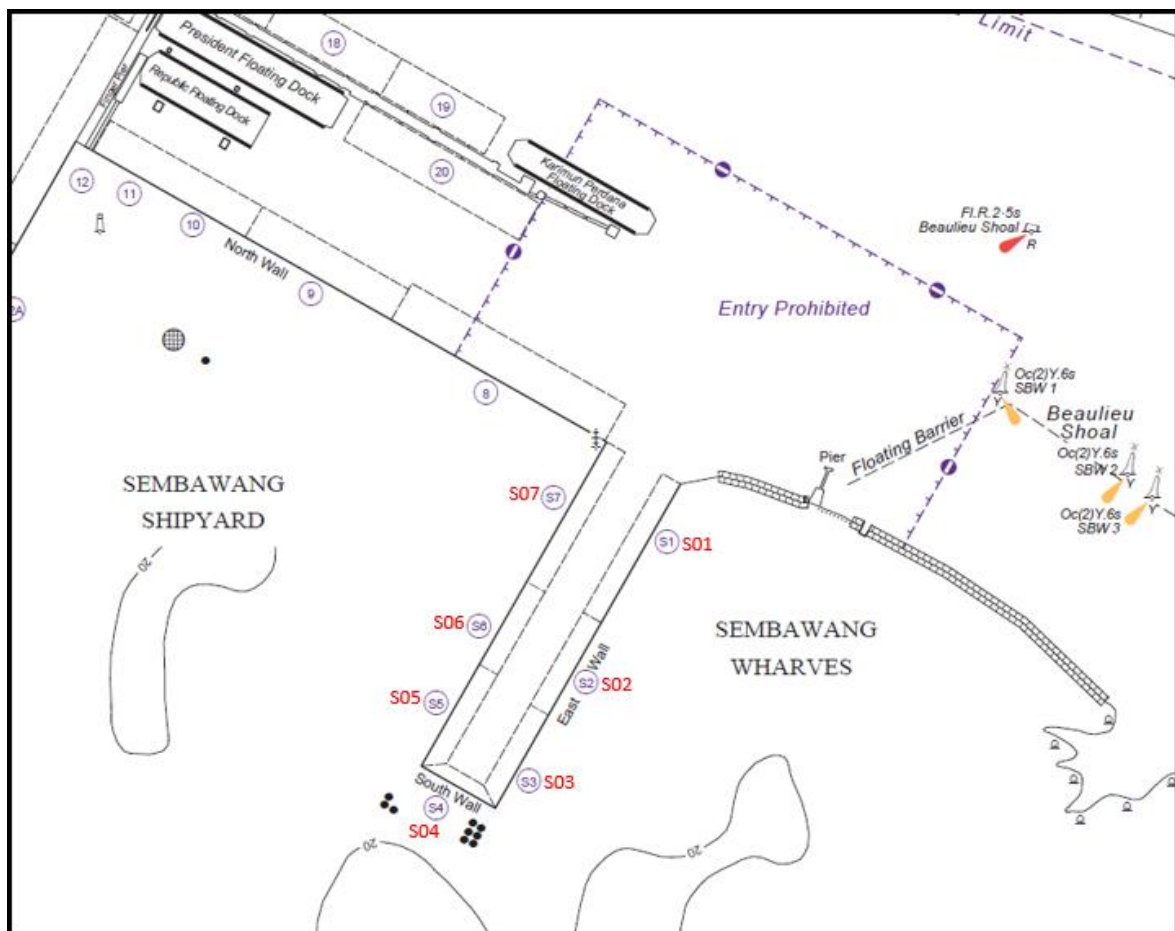 Limit
18
President Floating Dock
19
Finger Pier
Republic Floating Dock
20
Karimun Perdana
Floating Dock
12
11
10
Fl.R.2-5s
Beaulieu Shoal
R
North Wall
9
Entry Prohibited
2A
8
Oc(2)Y.6s
SBW 1
Y
Beaulieu
Shoal
Floating Barrier
Pier
Oc(2)Y.6s
SBW 2
Y
Oc(2)Y.6s
SBW 3
Y
SEMBAWANG
SHIPYARD
S07
S7
S1
S01
20
S06
S6
SEMBAWANG
WHARVES
East Wall
S2
S02
S05
S5
South Wall
S3
S03
S4
S04
20
20